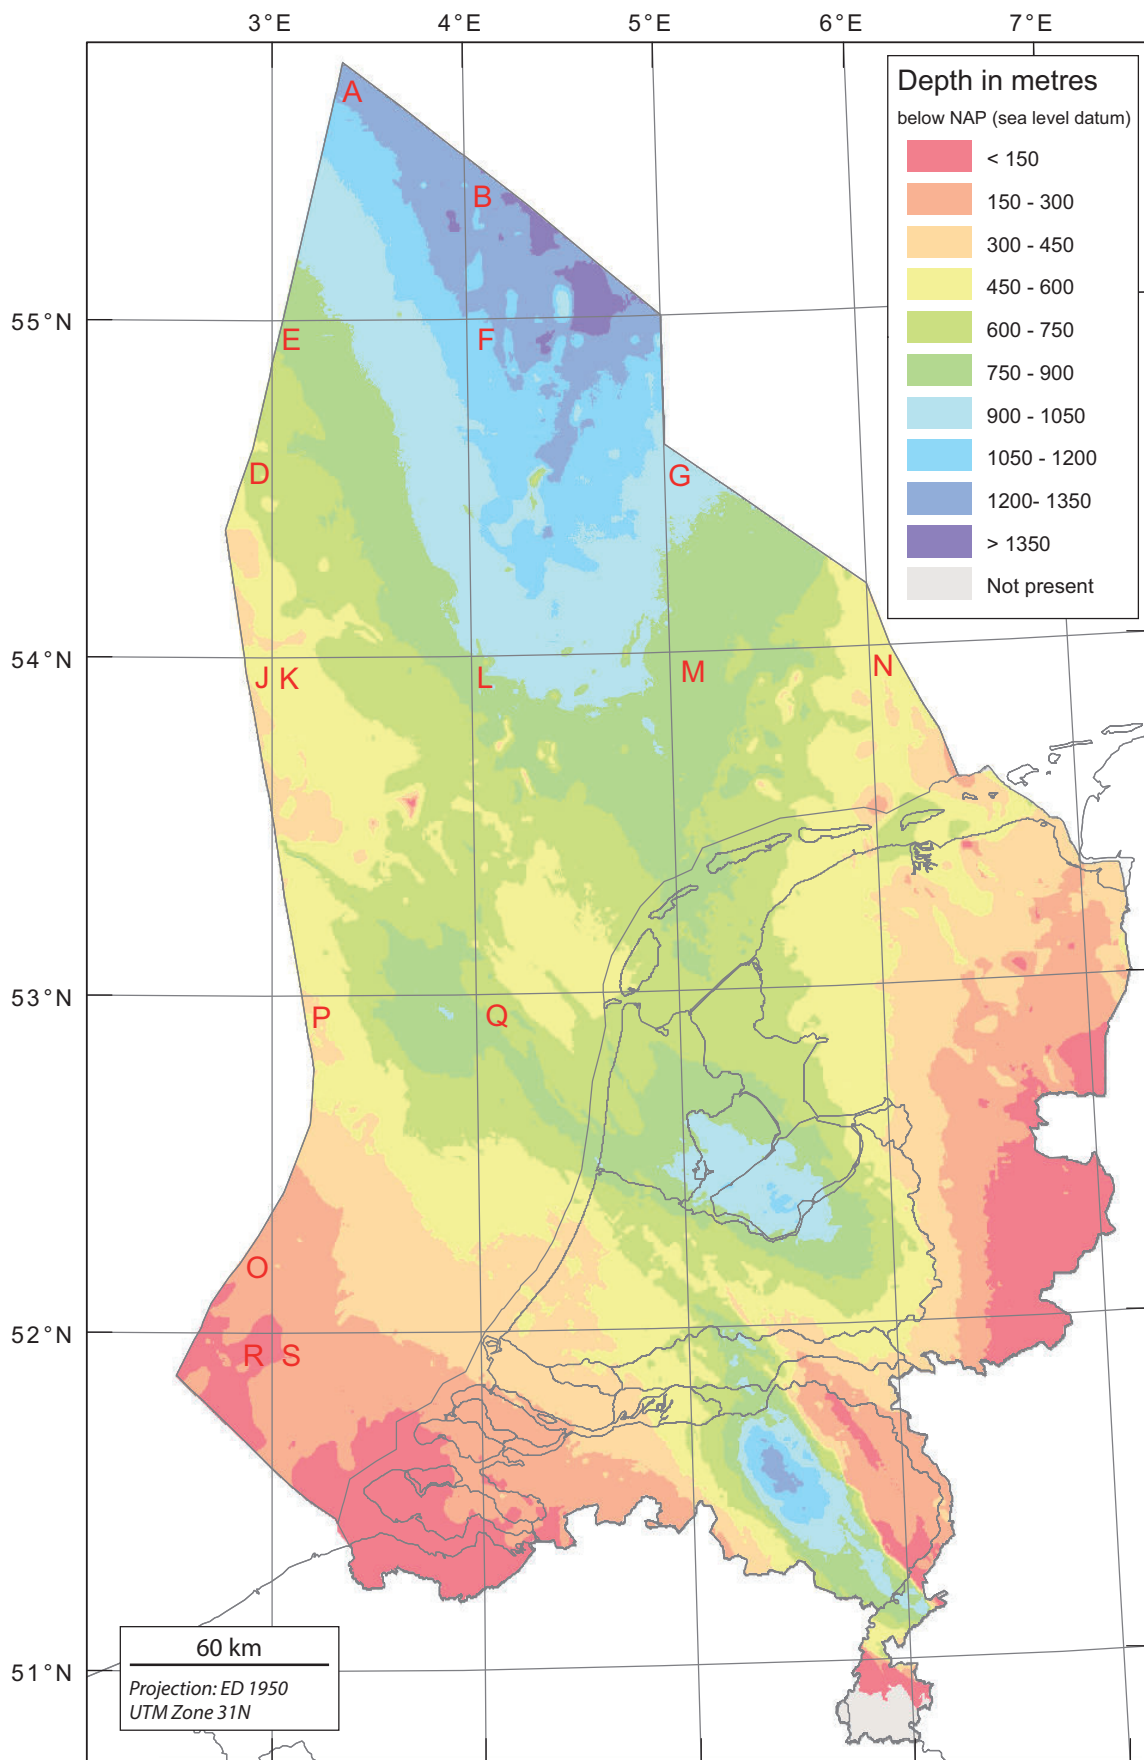 3°E 4°E 5°E 6°E 7°E
Depth in metres
below NAP (sea level datum)
< 150
150 - 300
300 - 450
450 - 600
600 - 750
750 - 900
900 - 1050
1050 - 1200
1200- 1350
> 1350
Not present
A
B
55°N
E
F
D
G
54°N
J K
L
M
N
53°N
P
Q
O
52°N
R S
60 km
Projection: ED 1950
UTM Zone 31N
51°N